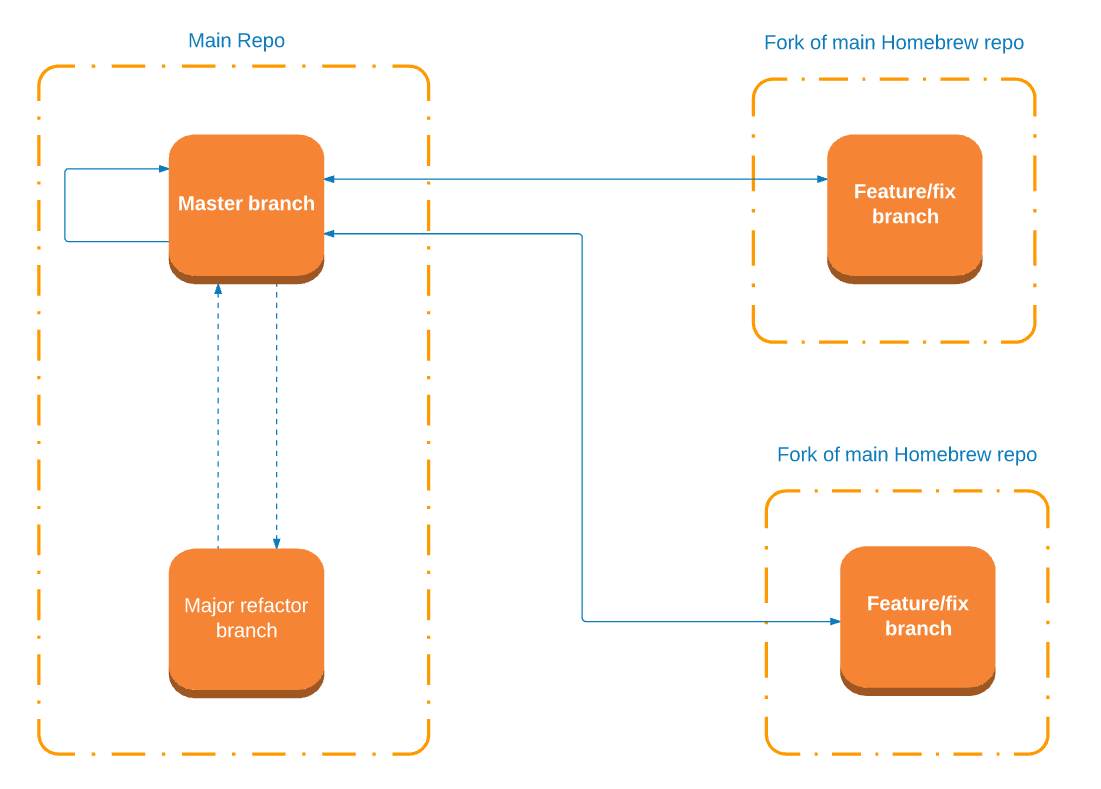 Main Repo
Fork of main Homebrew repo
Master branch
Feature/fix
branch
Fork of main Homebrew repo
Major refactor
branch
Feature/fix
branch